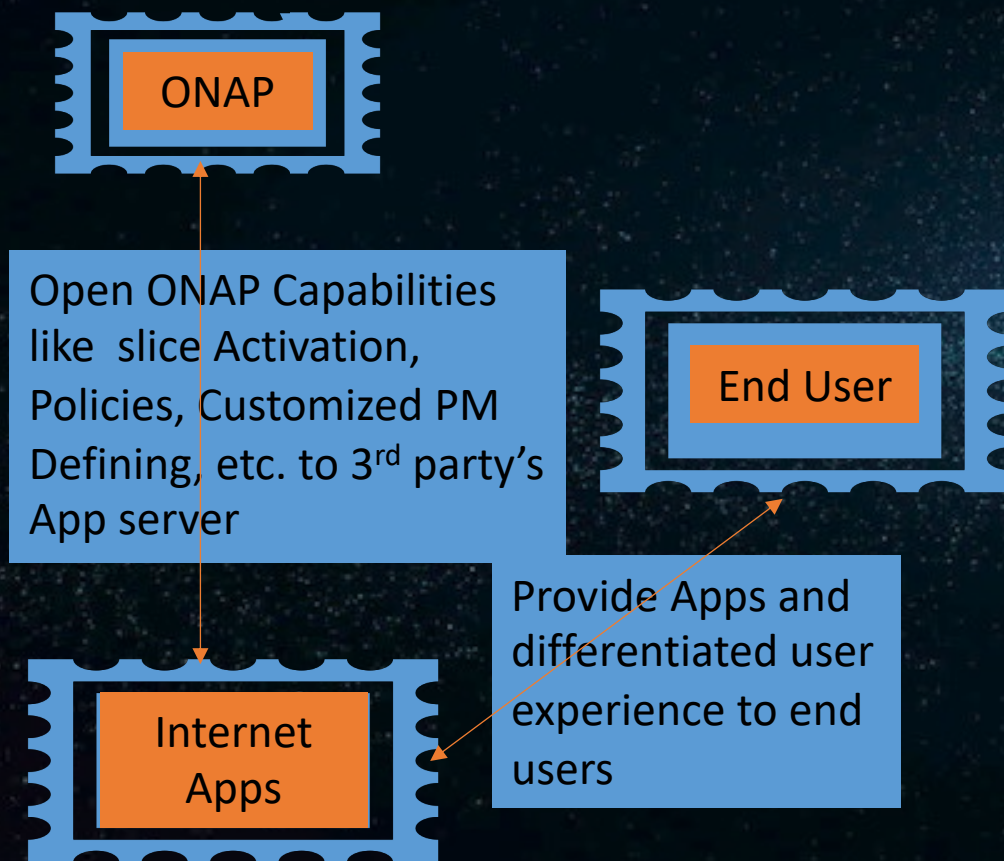 ONAP
Open ONAP Capabilities
like  slice Activation,
Policies, Customized PM
Defining, etc. to 3rd party’s
App server
End User
Provide Apps and
differentiated user
experience to end
users
Internet
Apps